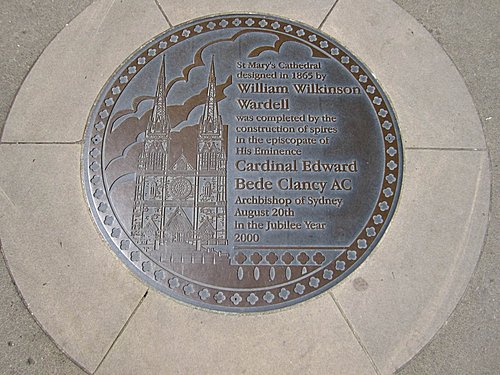 St Mary's Cathedral
designed in 1865 by
William Wilkinson
Wardell
was completed by the
construction of spires
in the episcopate of
His Eminence
Cardinal Edward
Bede Clancy AC
Archbishop of Sydney
August 20th
In the Jubilee Year
2000